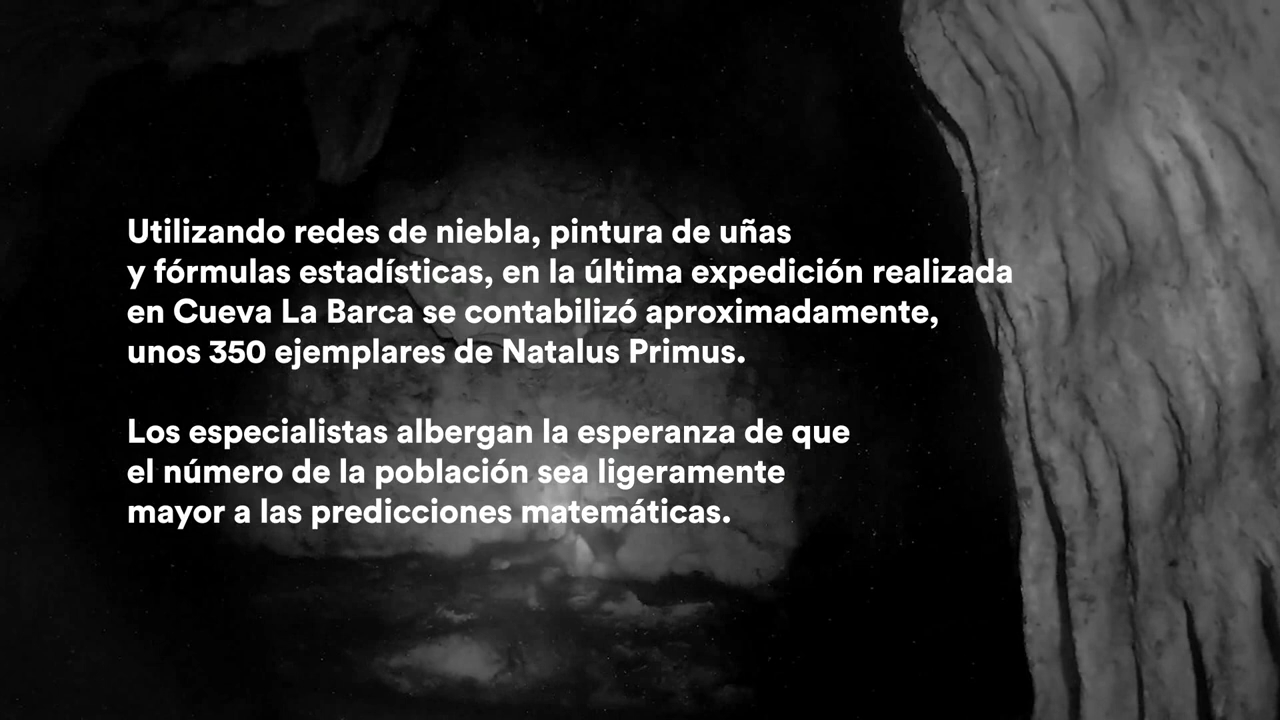 Utilizando redes de niebla, pintura de uñas
y fórmulas estadísticas, en la última expedición realizada
en Cueva La Barca se contabilizó aproximadamente,
unos 350 ejemplares de Natalus Primus.
Los especialistas albergan la esperanza de que
el número de la población sea ligeramente
mayor a las predicciones matemáticas.